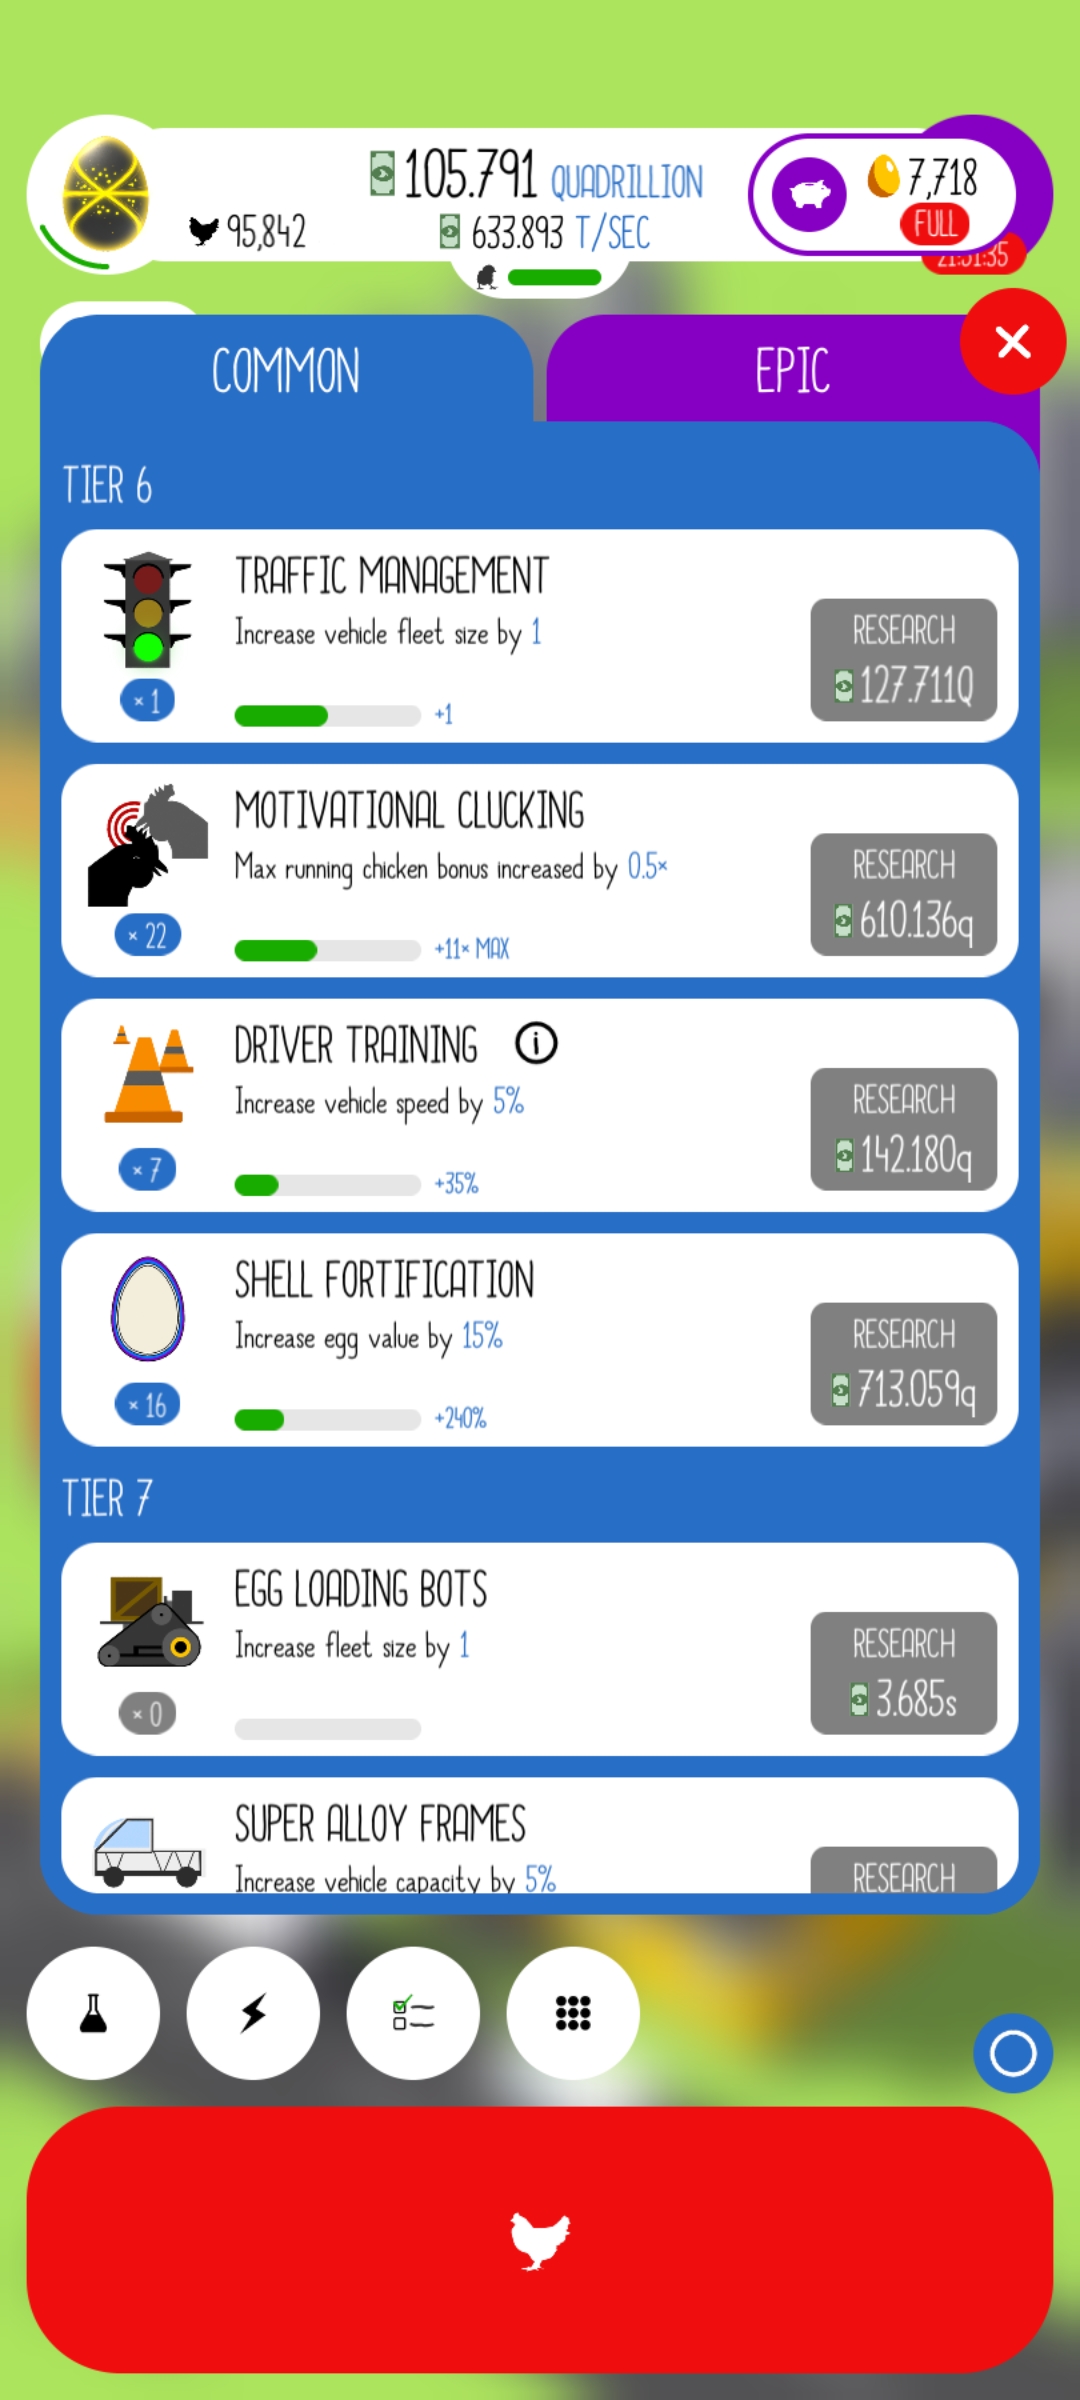 105.791 QUADRILLION
95,842
633.893 T/SEC
7,718
FULL
21:51:35
COMMON
EPIC
TIER 6
TRAFFIC MANAGEMENT
Increase vehicle fleet size by 1
× 1
+1
RESEARCH
127.711Q
MOTIVATIONAL CLUCKING
Max running chicken bonus increased by 0.5×
× 22
+11× MAX
RESEARCH
610.136q
DRIVER TRAINING
Increase vehicle speed by 5%
× 7
+35%
RESEARCH
142.180q
SHELL FORTIFICATION
Increase egg value by 15%
× 16
+240%
RESEARCH
713.059q
TIER 7
EGG LOADING BOTS
Increase fleet size by 1
× 0
RESEARCH
3.685s
SUPER ALLOY FRAMES
Increase vehicle capacity by 5%
RESEARCH